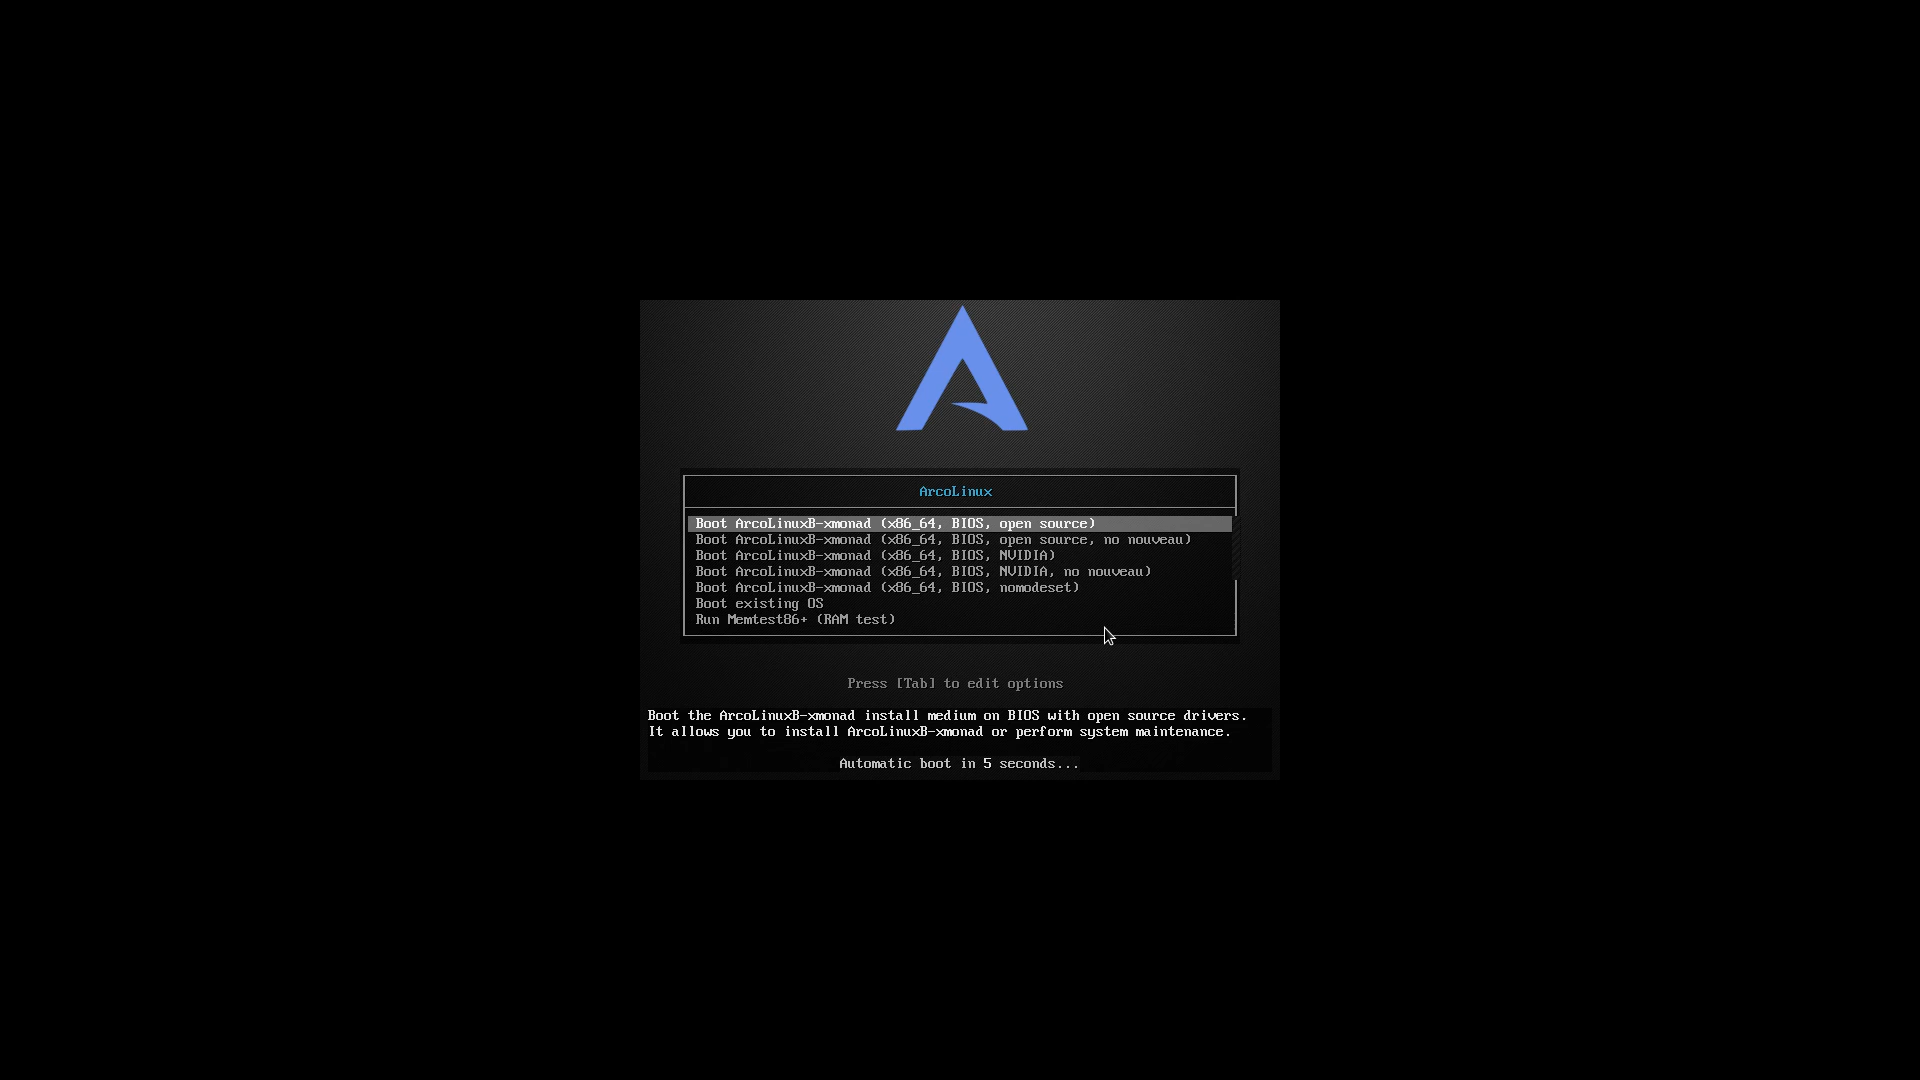 ArcoLinux
Boot ArcoLinuxB-xmonad (x86_64, BIOS, open source)
Boot ArcoLinuxB-xmonad (x86_64, BIOS, open source, no nouveau)
Boot ArcoLinuxB-xmonad (x86_64, BIOS, NVIDIA)
Boot ArcoLinuxB-xmonad (x86_64, BIOS, NVIDIA, no nouveau)
Boot ArcoLinuxB-xmonad (x86_64, BIOS, nomodeset)
Boot existing OS
Run Memtest86+ (RAM test)
Press [Tab] to edit options
Boot the ArcoLinuxB-xmonad install medium on BIOS with open source drivers.
It allows you to install ArcoLinuxB-xmonad or perform system maintenance.
Automatic boot in 5 seconds...